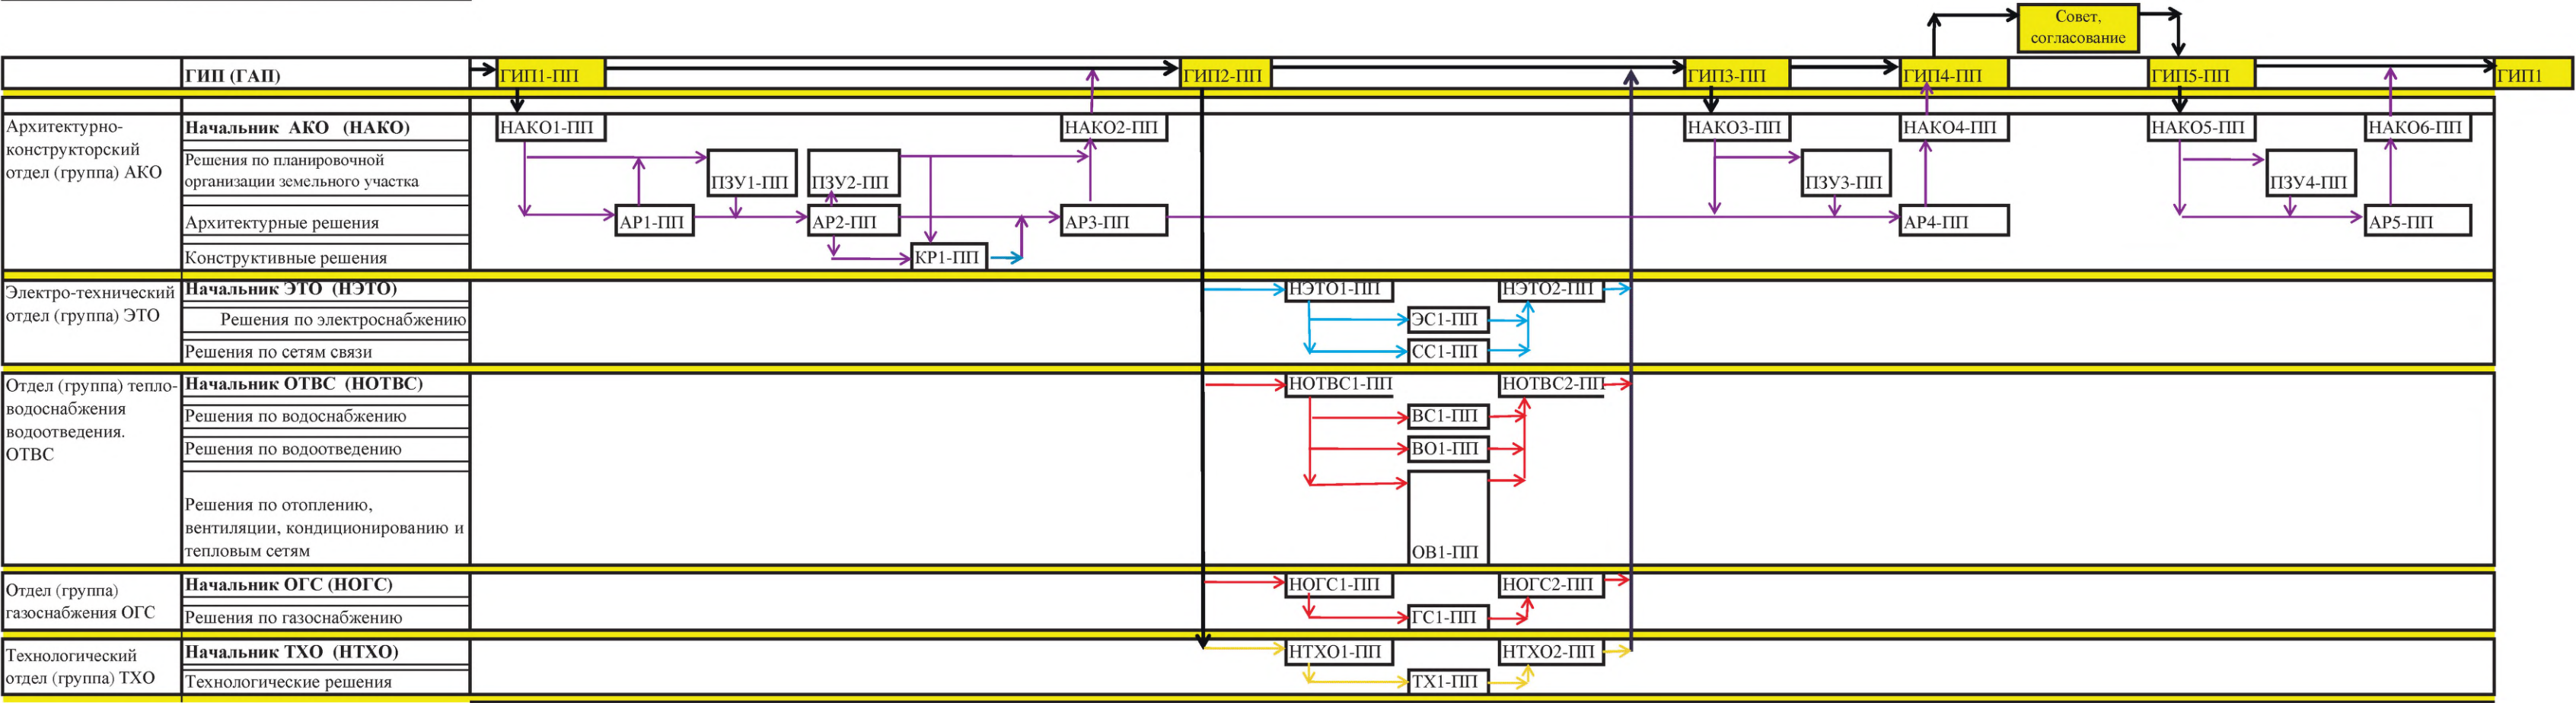 Совет,
согласование
ГИП (ГАП)
ГИП1-ПП
ГИП2-ПП
ГИП3-ПП
ГИП4-ПП
ГИП5-ПП
ГИП1
Архитектурно-
конструкторский
отдел (группа) АКО
Начальник АКО (НАКО)
НАКО1-ПП
НАКО2-ПП
НАКО3-ПП
НАКО4-ПП
НАКО5-ПП
НАКО6-ПП
Решения по планировочной
организации земельного участка
ПЗУ1-ПП
ПЗУ2-ПП
ПЗУ3-ПП
ПЗУ4-ПП
Архитектурные решения
АР1-ПП
АР2-ПП
АР3-ПП
АР4-ПП
АР5-ПП
Конструктивные решения
КР1-ПП
Электро-технический
отдел (группа) ЭТО
Начальник ЭТО (НЭТО)
НЭТО1-ПП
НЭТО2-ПП
Решения по электроснабжению
ЭС1-ПП
Решения по сетям связи
СС1-ПП
Отдел (группа) тепло-
водоснабжения
водоотведения.
ОТВС
Начальник ОТВС (НОТВС)
НОТВС1-ПП
НОТВС2-ПП
Решения по водоснабжению
ВС1-ПП
Решения по водоотведению
ВО1-ПП
Решения по отоплению,
вентиляции, кондиционированию и
тепловым сетям
ОВ1-ПП
Отдел (группа)
газоснабжения ОГС
Начальник ОГС (НОГС)
НОГС1-ПП
НОГС2-ПП
Решения по газоснабжению
ГС1-ПП
Технологический
отдел (группа) ТХО
Начальник ТХО (НТХО)
НТХО1-ПП
НТХО2-ПП
Технологические решения
ТХ1-ПП